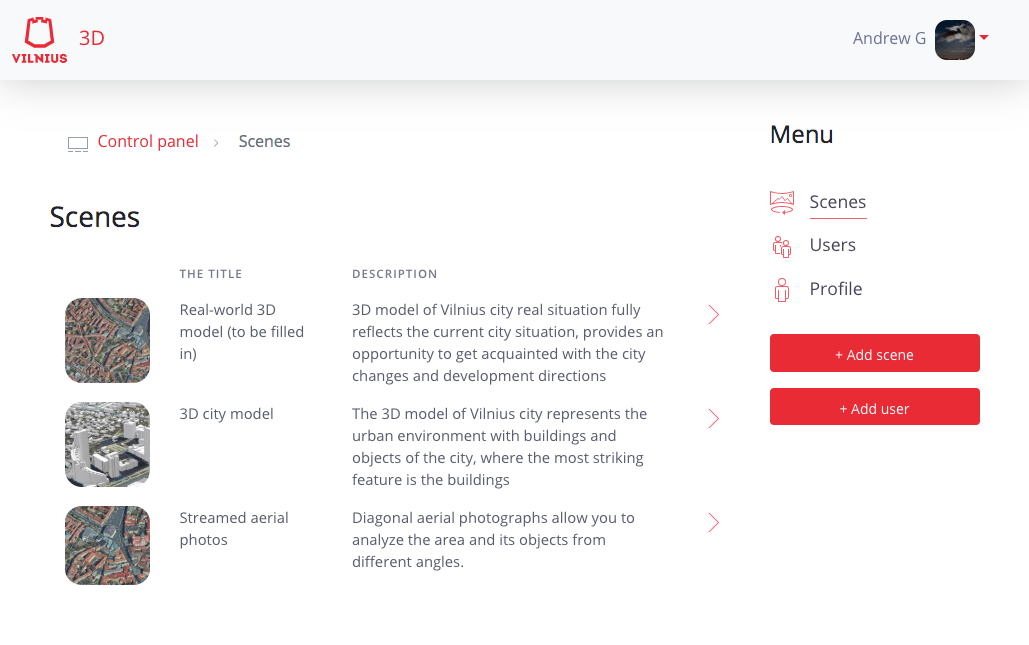 VILNIUS
3D
Andrew G
Control panel › Scenes
Scenes
THE TITLE DESCRIPTION
Real-world 3D
model (to be filled
in)
3D model of Vilnius city real situation fully
reflects the current city situation, provides an
opportunity to get acquainted with the city
changes and development directions
3D city model
The 3D model of Vilnius city represents the
urban environment with buildings and
objects of the city, where the most striking
feature is the buildings
Streamed aerial
photos
Diagonal aerial photographs allow you to
analyze the area and its objects from
different angles.
Menu
Scenes
Users
Profile
+ Add scene
+ Add user